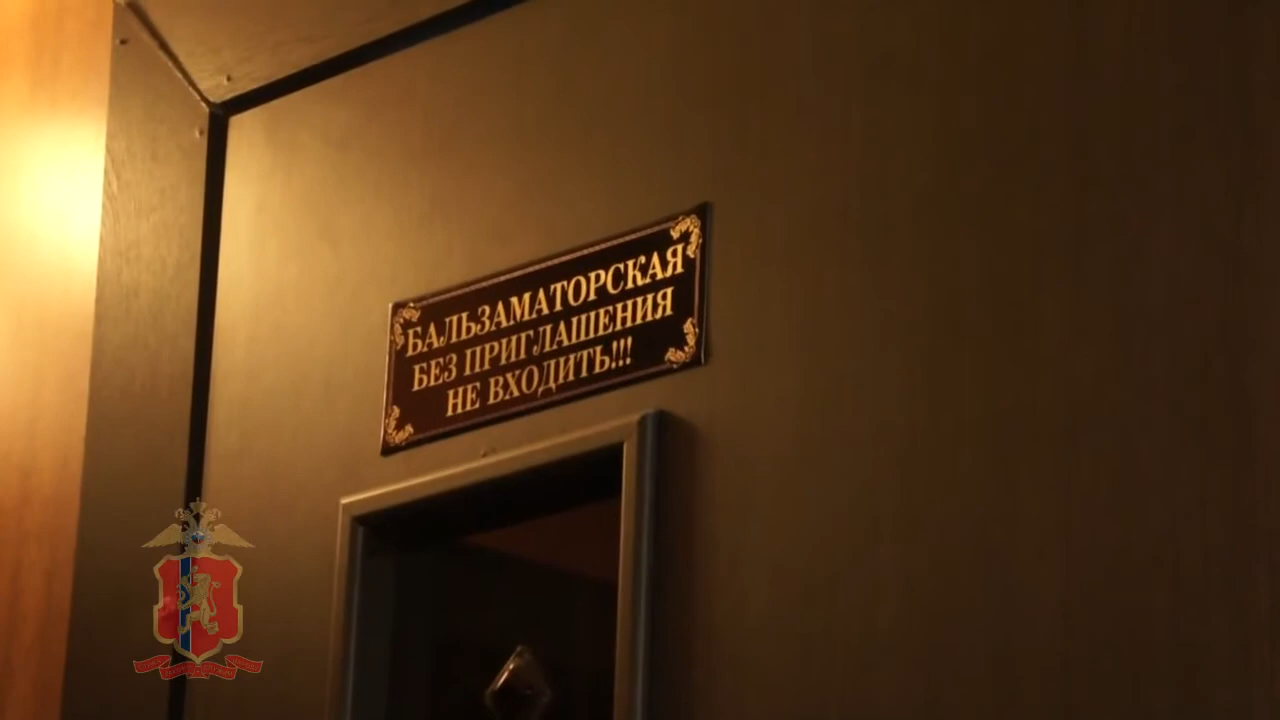 БАЛЬЗАМАТОРСКАЯ
БЕЗ ПРИГЛАШЕНИЯ
НЕ ВХОДИТЬ!!!